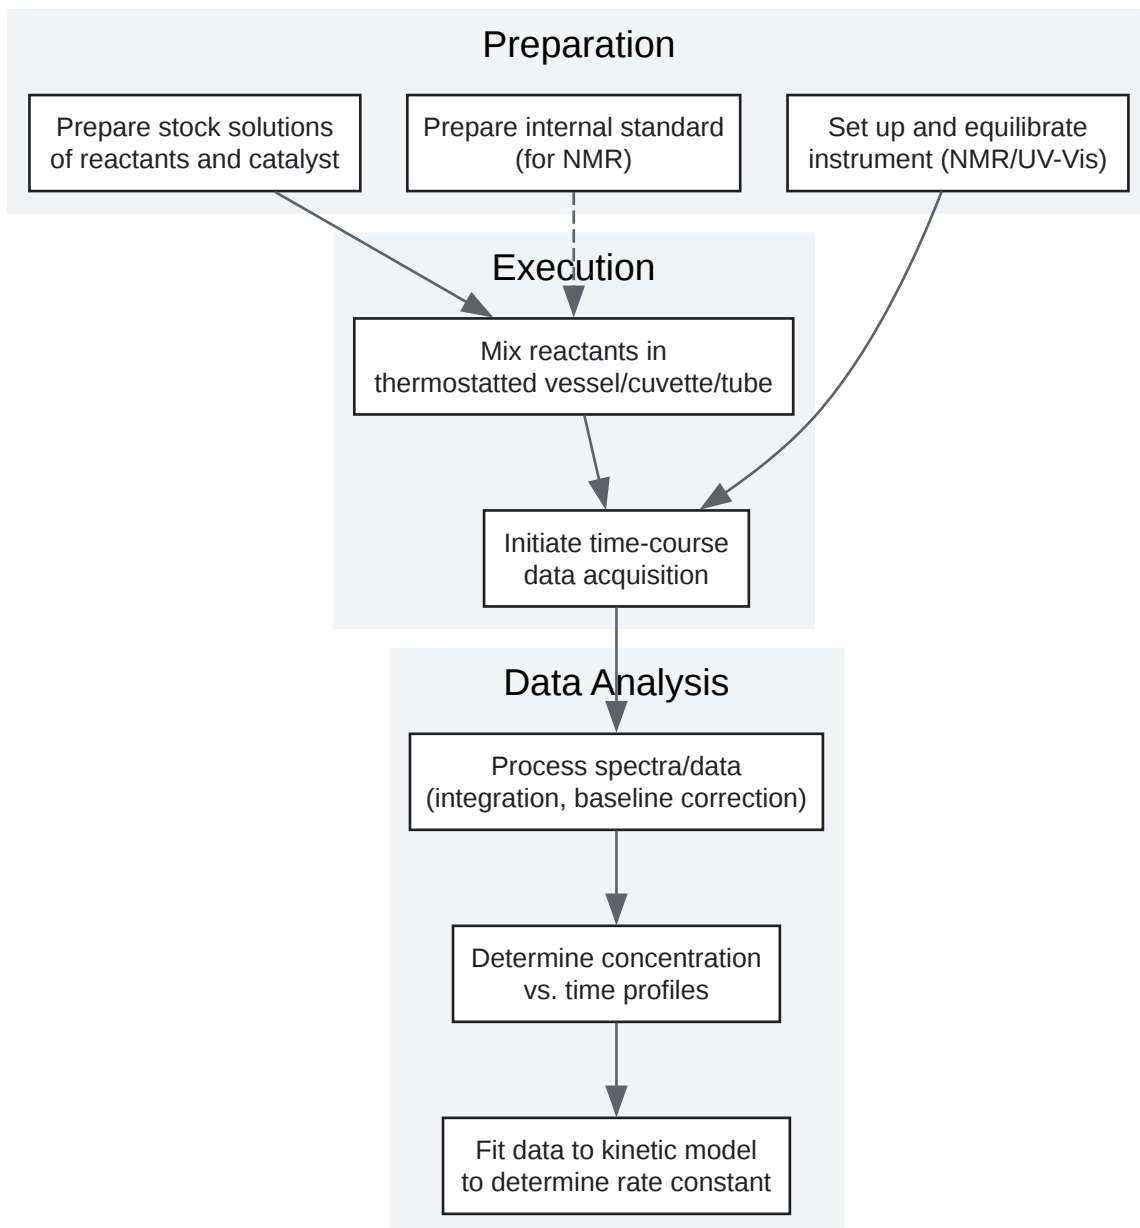 Preparation
Prepare stock solutions
of reactants and catalyst
Prepare internal standard
(for NMR)
Set up and equilibrate
instrument (NMR/UV-Vis)
Execution
Mix reactants in
thermostatted vessel/cuvette/tube
Initiate time-course
data acquisition
Data Analysis
Process spectra/data
(integration, baseline correction)
Determine concentration
vs. time profiles
Fit data to kinetic model
to determine rate constant